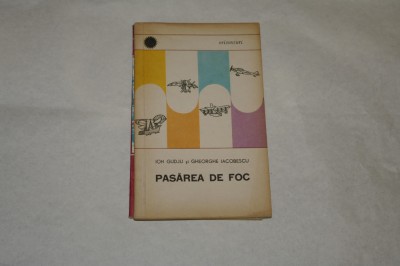 ION GUDJU și GHEORGHE IACOBESCU
PASĂREA DE FOC